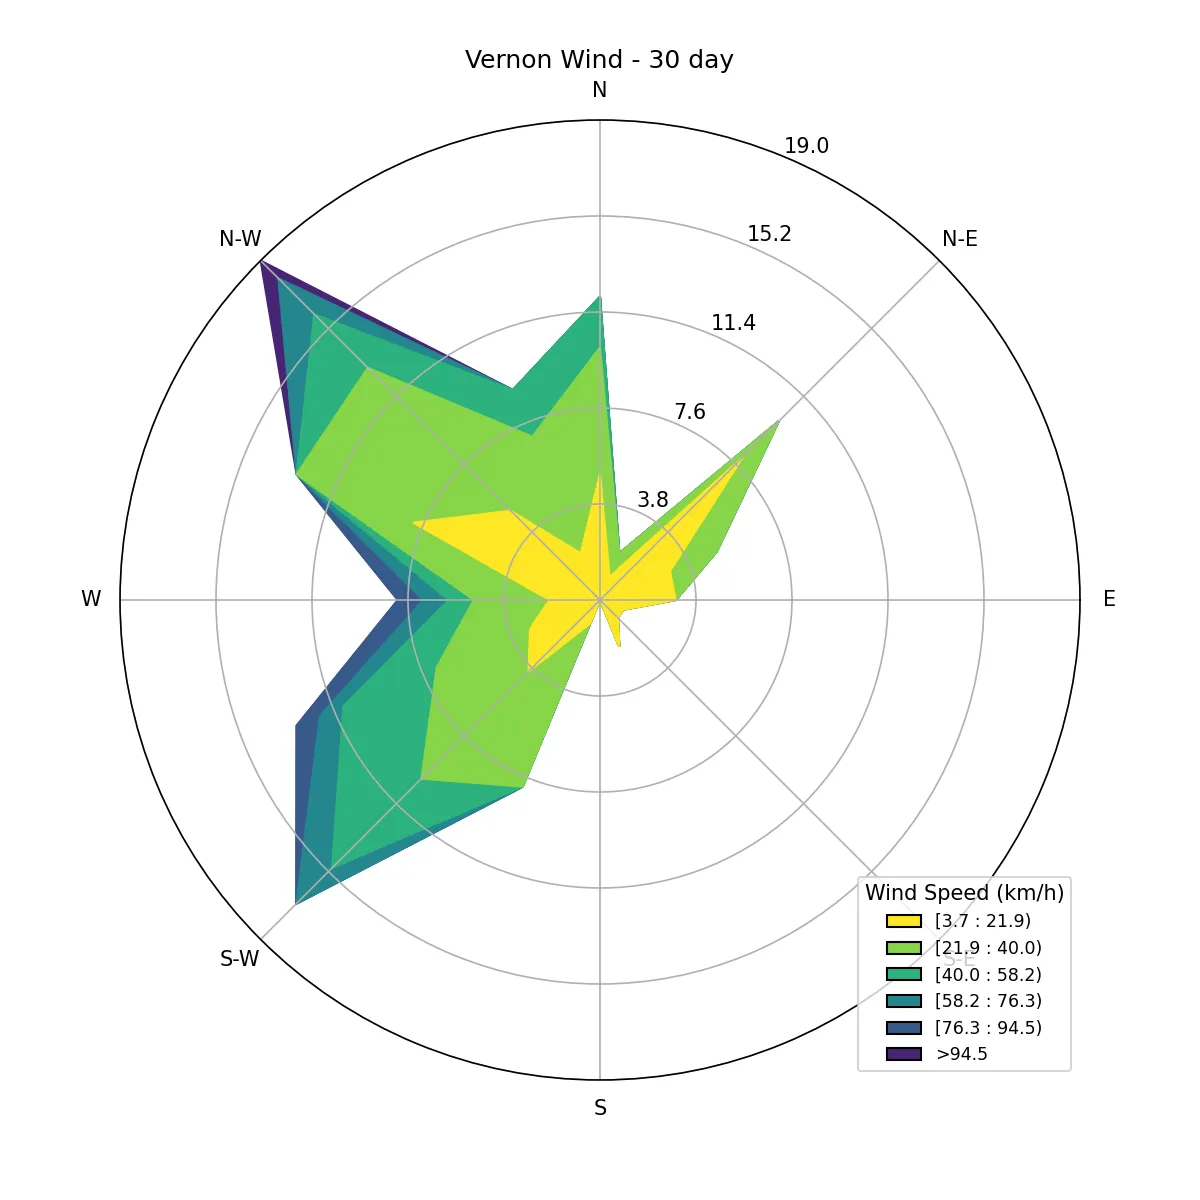 Vernon Wind - 30 day
N
19.0
15.2
N-W
N-E
11.4
7.6
3.8
W
E
Wind Speed (km/h)
[3.7 : 21.9)
[21.9 : 40.0)
S-W
S-E
[40.0 : 58.2)
[58.2 : 76.3)
[76.3 : 94.5)
>94.5
S